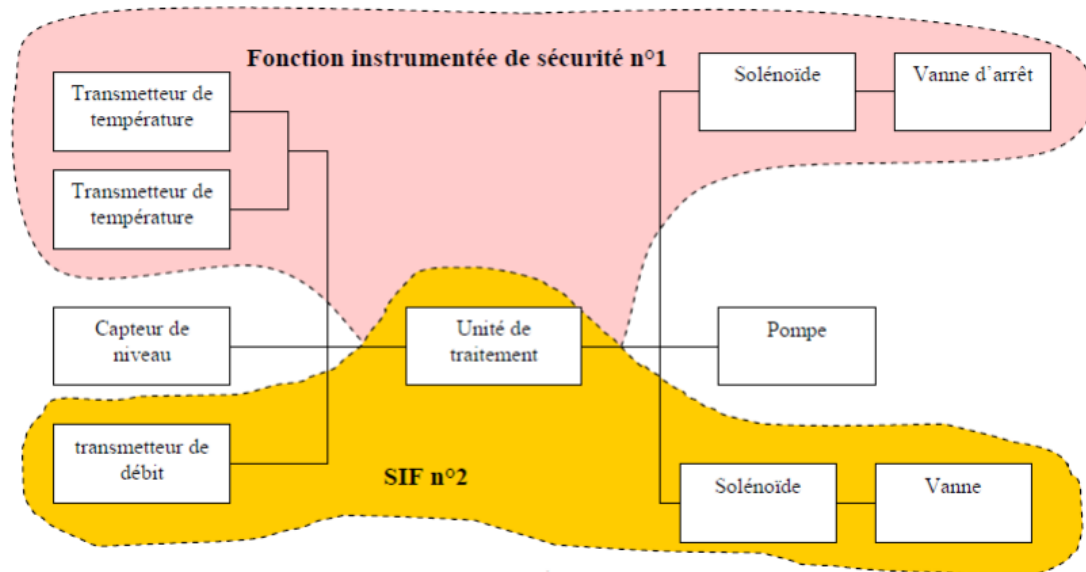 Fonction instrumentée de sécurité n°1
Transmetteur de
température
Solénoïde
Vanne d'arrêt
Transmetteur de
température
Capteur de
niveau
Unité de
traitement
Pompe
transmetteur de
débit
SIF n°2
Solénoïde
Vanne